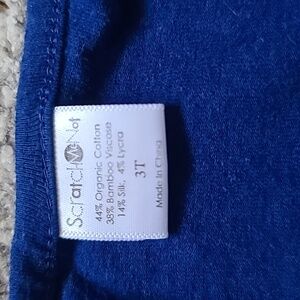 ScratchMeNot
44% Organic Cotton
38% Bamboo Viscose
14% Silk, 4% Lycra
3T
Made In China